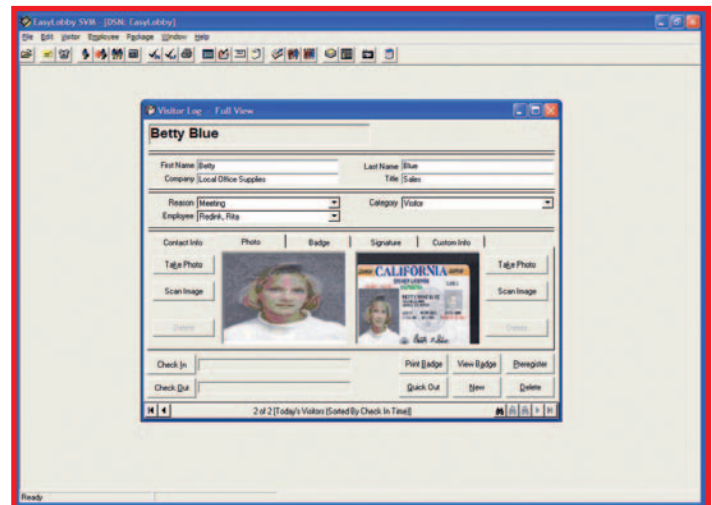 EasyLobby SVM - [DSN: EasyLobby]
File Edit Visitor Employee Package Window Help
Visitor Log - Full View
Betty Blue
First Name Betty Last Name Blue
Company Local Office Supplies Title Sales
Reason Meeting Category Visitor
Employee Redink, Rita
Contact Info Photo Badge Signature Custom Info
Take Photo CALIFORNIA Take Photo
DRIVER LICENSE
Scan Image Scan Image
Delete Delete
Check In Print Badge View Badge Preregister
Check Out Quick Out New Delete
2 of 2 [Today's Visitors (Sorted By Check In Time)]
Ready